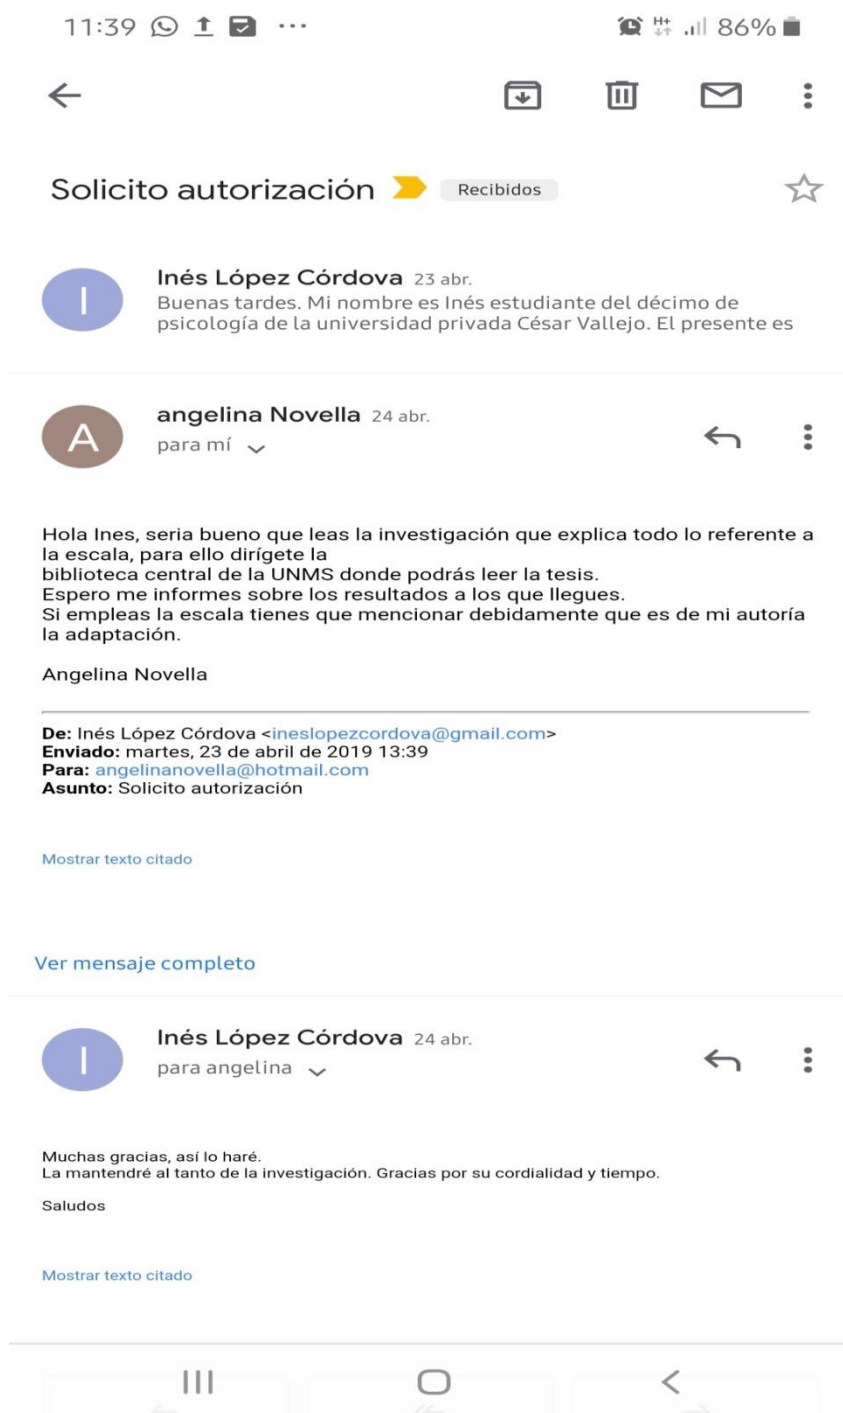 11:39 ... H+ 86%
Solicito autorización Recibidos
I
Inés López Córdova 23 abr.
Buenas tardes. Mi nombre es Inés estudiante del décimo de
psicología de la universidad privada César Vallejo. El presente es
A
angelina Novella 24 abr.
para mí
Hola Ines, seria bueno que leas la investigación que explica todo lo referente a
la escala, para ello dirígete la
biblioteca central de la UNMS donde podrás leer la tesis.
Espero me informes sobre los resultados a los que llegues.
Si empleas la escala tienes que mencionar debidamente que es de mi autoría
la adaptación.
Angelina Novella
De: Inés López Córdova <ineslopezcordova@gmail.com>
Enviado: martes, 23 de abril de 2019 13:39
Para: angelinanovella@hotmail.com
Asunto: Solicito autorización
Mostrar texto citado
Ver mensaje completo
I
Inés López Córdova 24 abr.
para angelina
Muchas gracias, así lo haré.
La mantendré al tanto de la investigación. Gracias por su cordialidad y tiempo.
Saludos
Mostrar texto citado